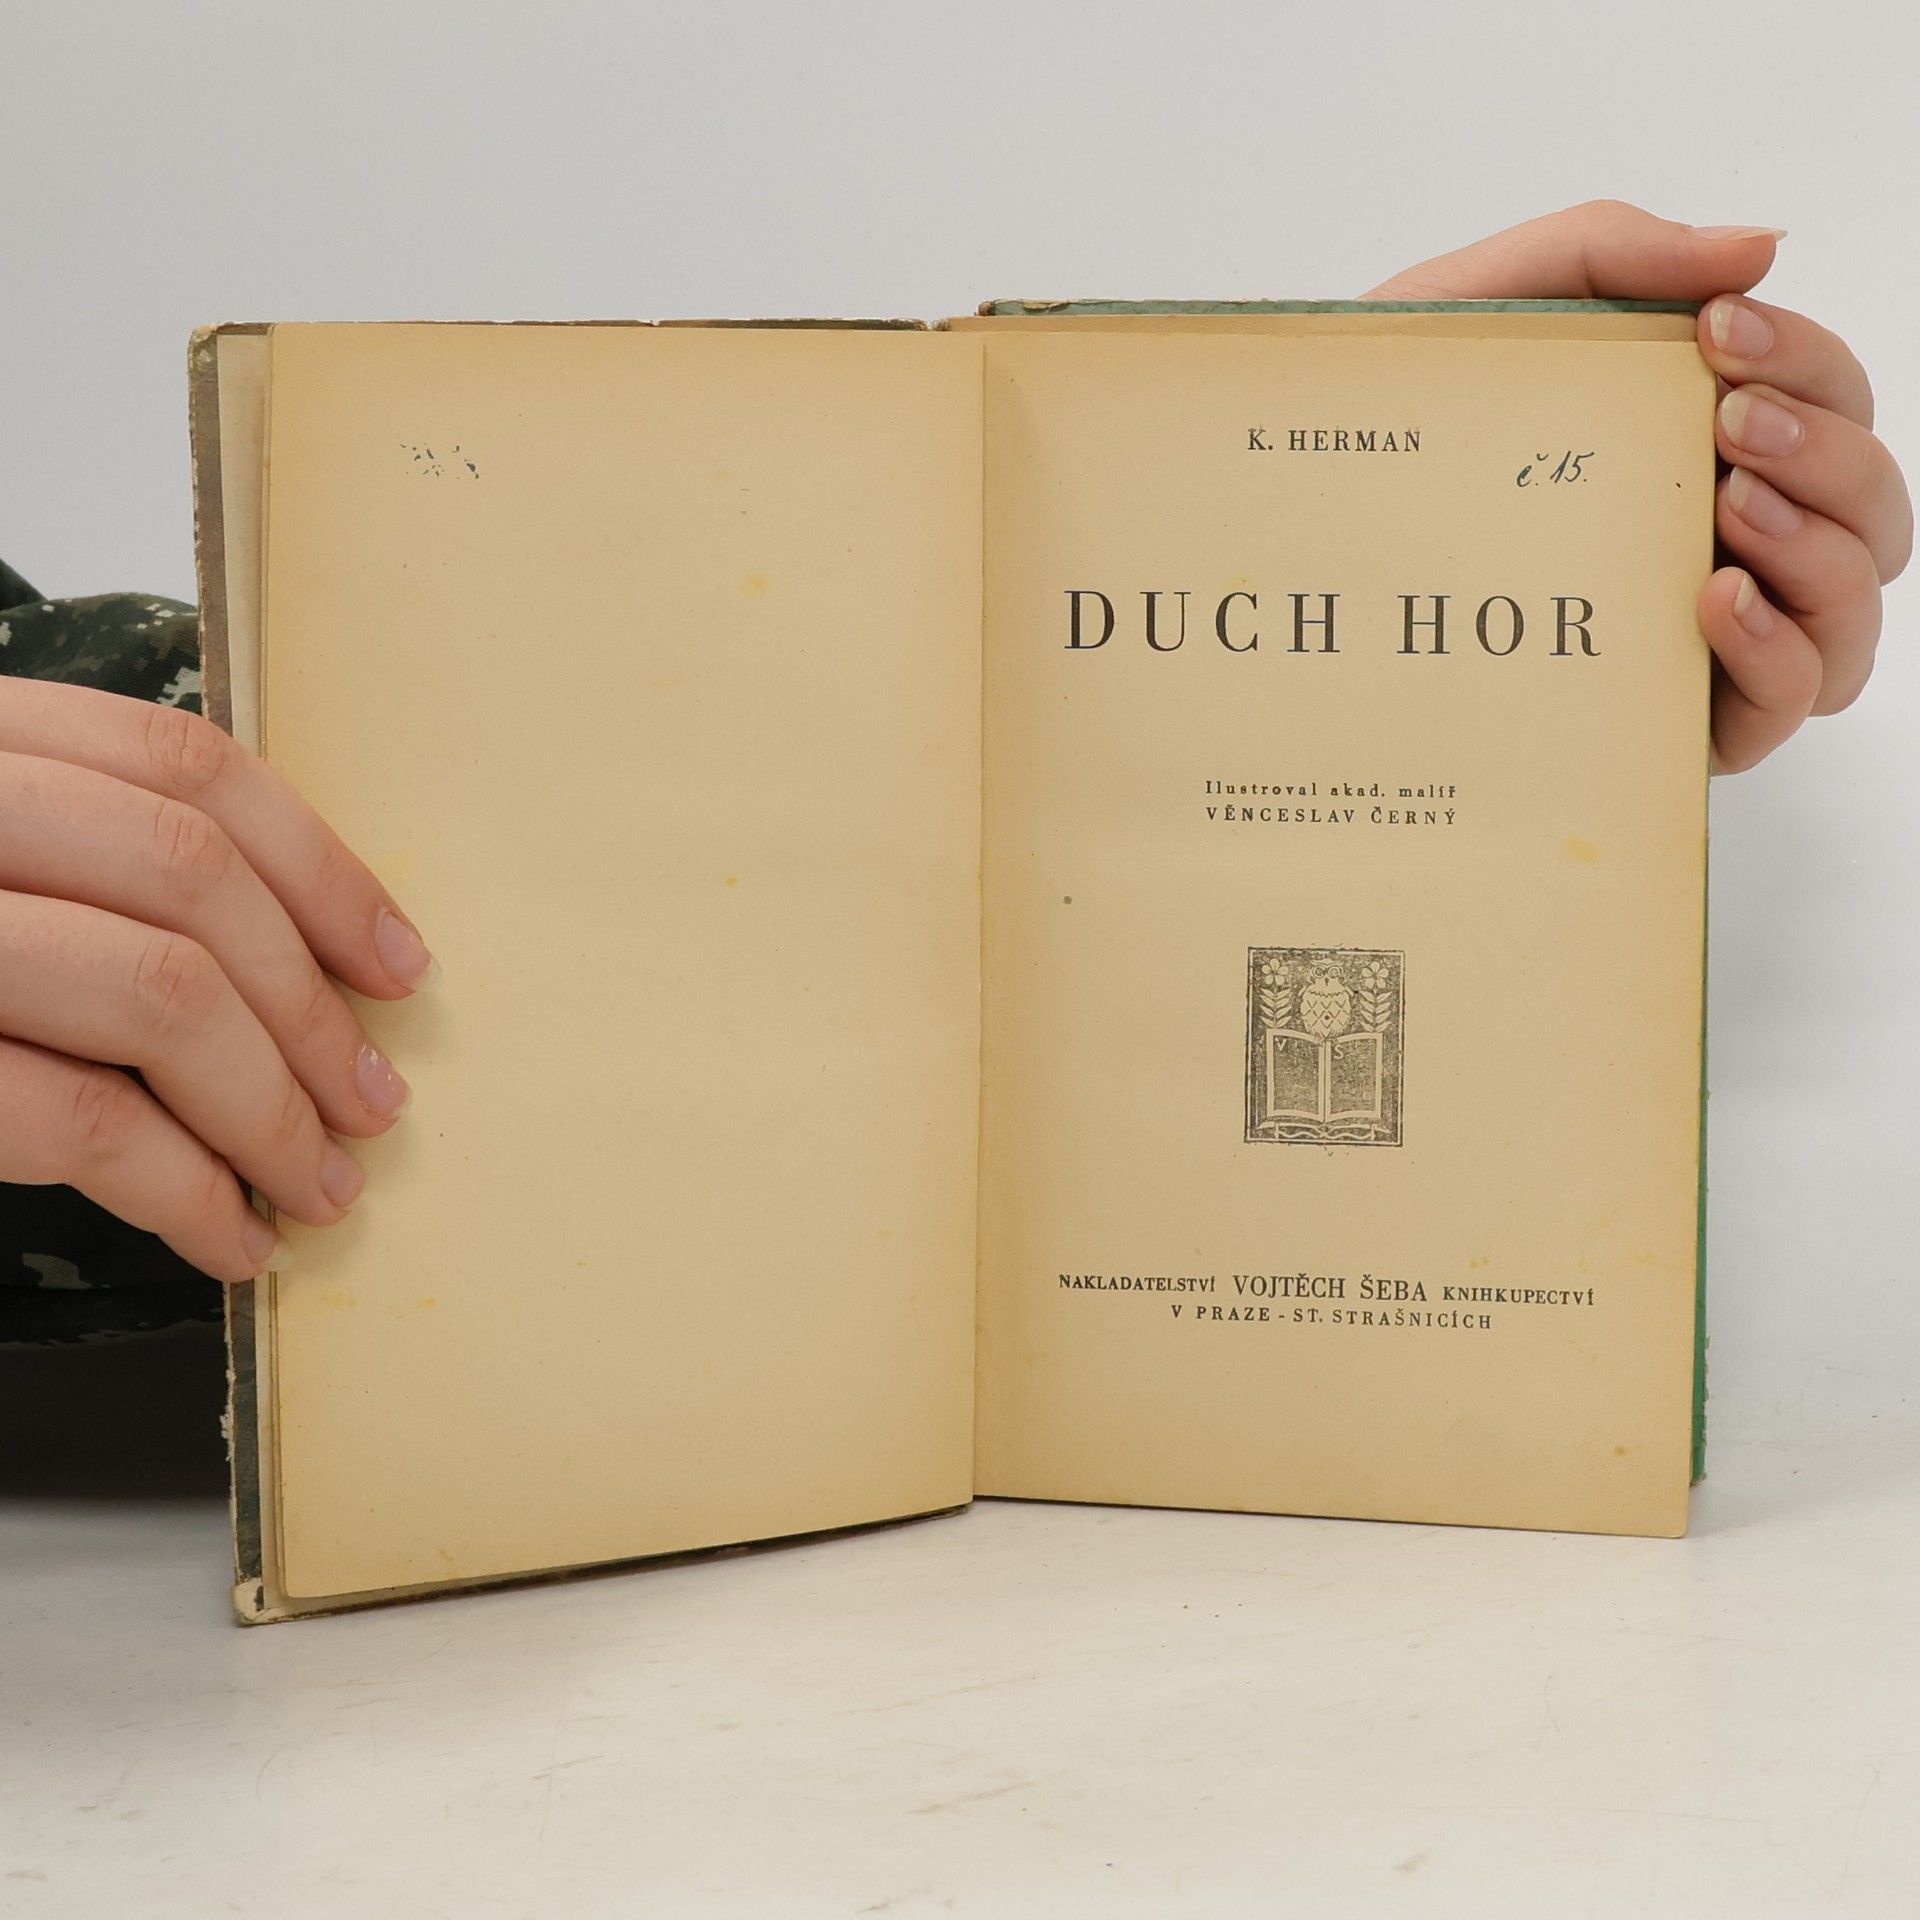 K. HERMAN
č. 15.
DUCH HOR
Ilustroval akad. malíř
VĚNCESLAV ČERNÝ
V Š
NAKLADATELSTVÍ VOJTĚCH ŠEBA KNIHKUPECTVÍ
V PRAZE - ST. STRAŠNICÍCH